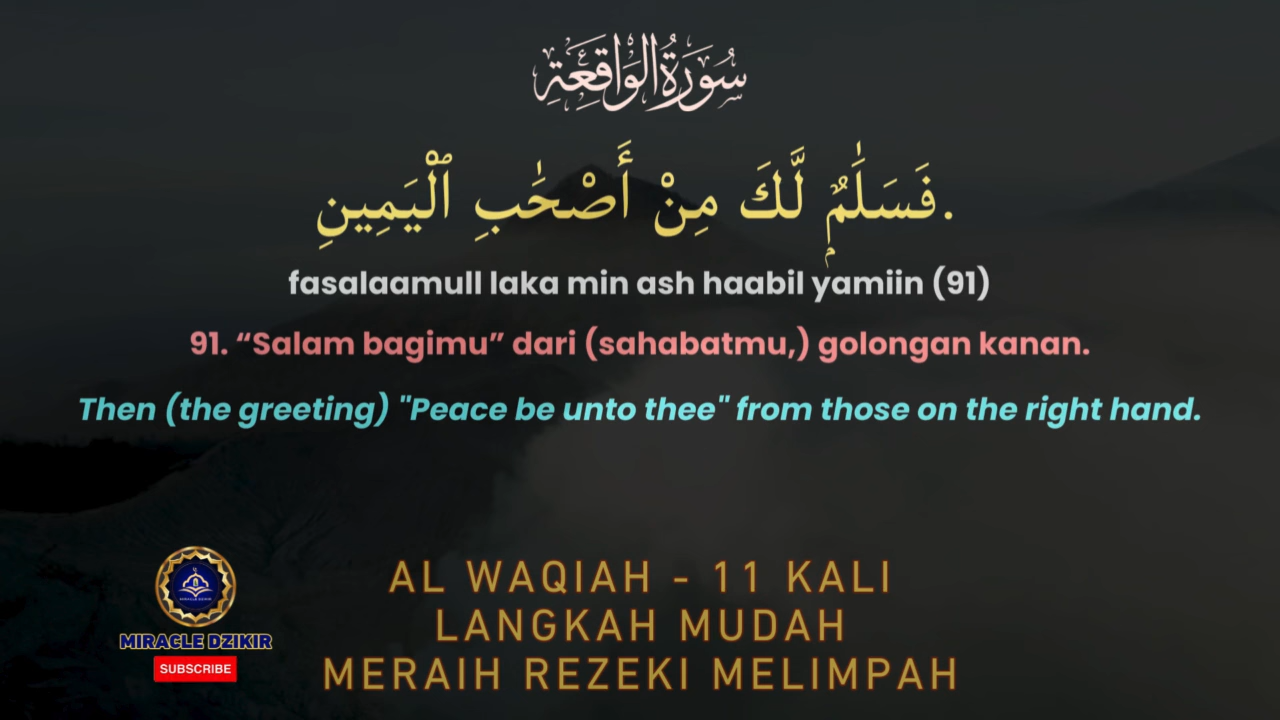 سُورَةُ الْوَاقِعَةِ
فَسَلَٰمٌۭ لَّكَ مِنْ أَصْحَٰبِ ٱلْيَمِينِ.
fasalaamull laka min ash haabil yamiin (91)
91. “Salam bagimu” dari (sahabatmu,) golongan kanan.
Then (the greeting) "Peace be unto thee" from those on the right hand.
AL WAQIAH - 11 KALI
LANGKAH MUDAH
MERAIH REZEKI MELIMPAH
MIRACLE DZIKIR
MIRACLE DZIKIR
SUBSCRIBE